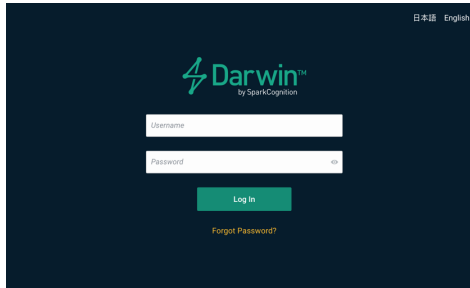 日本語 English
Darwin™
by SparkCognition
Username
Password
Log In
Forgot Password?